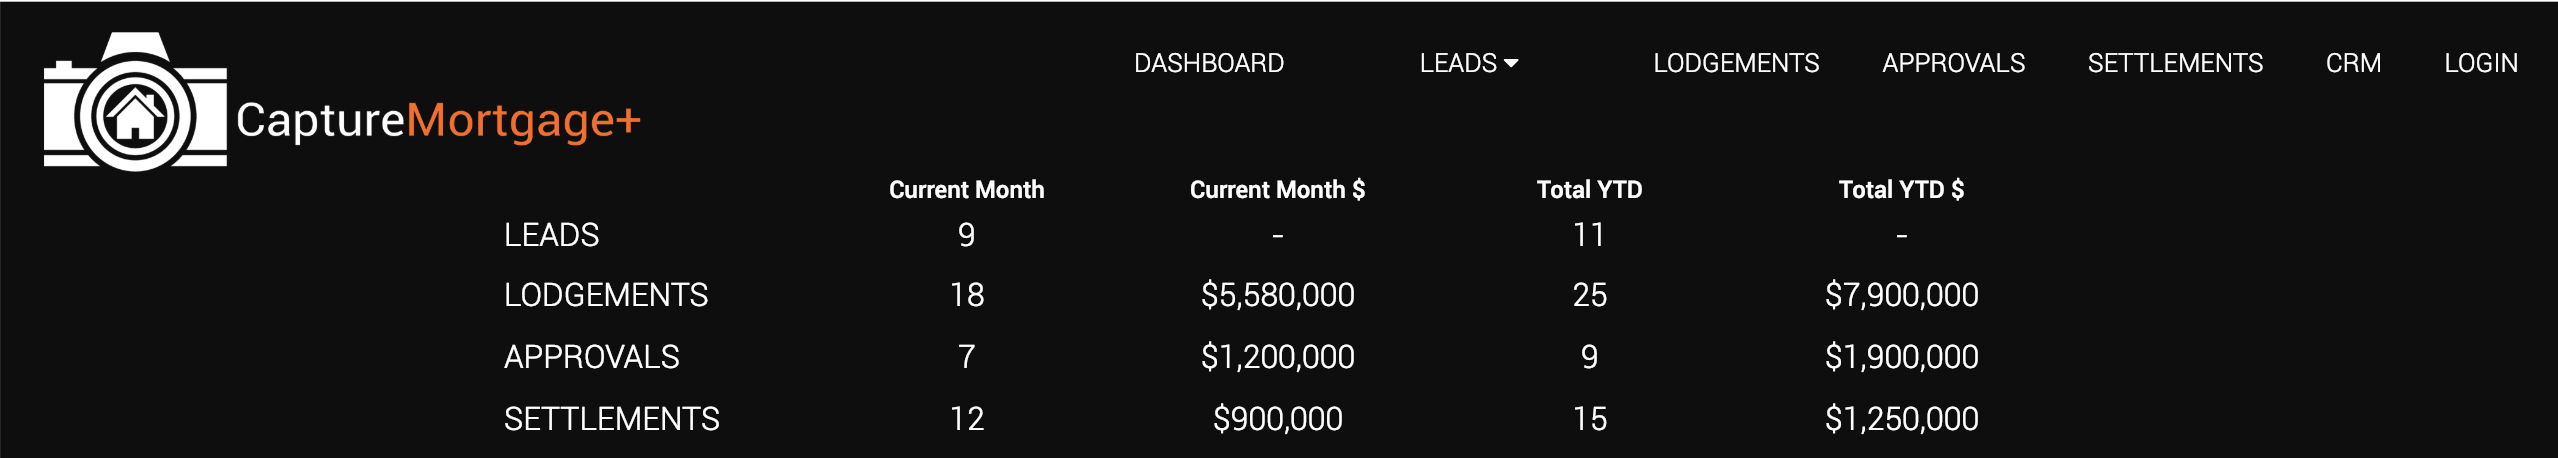 DASHBOARD LEADS LODGEMENTS APPROVALS SETTLEMENTS CRM LOGIN
CaptureMortgage+
Current Month Current Month $ Total YTD Total YTD $
LEADS 9 - 11 -
LODGEMENTS 18 $5,580,000 25 $7,900,000
APPROVALS 7 $1,200,000 9 $1,900,000
SETTLEMENTS 12 $900,000 15 $1,250,000